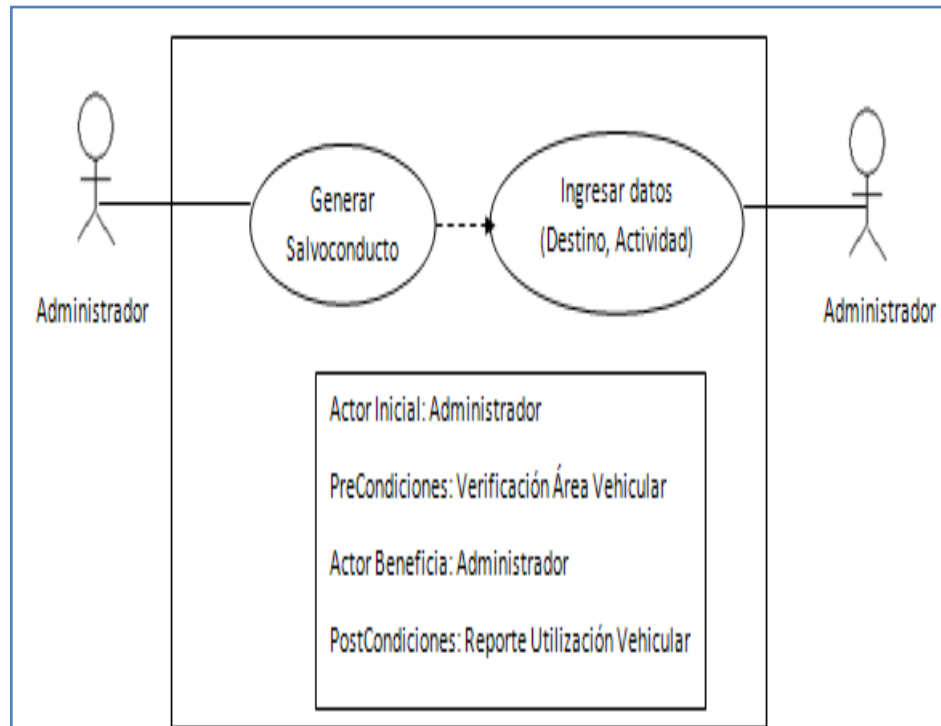 Generar
Salvoconducto
Ingresar datos
(Destino, Actividad)
Administrador
Administrador
Actor Inicial: Administrador
PreCondiciones: Verificación Área Vehicular
Actor Beneficia: Administrador
PostCondiciones: Reporte Utilización Vehicular